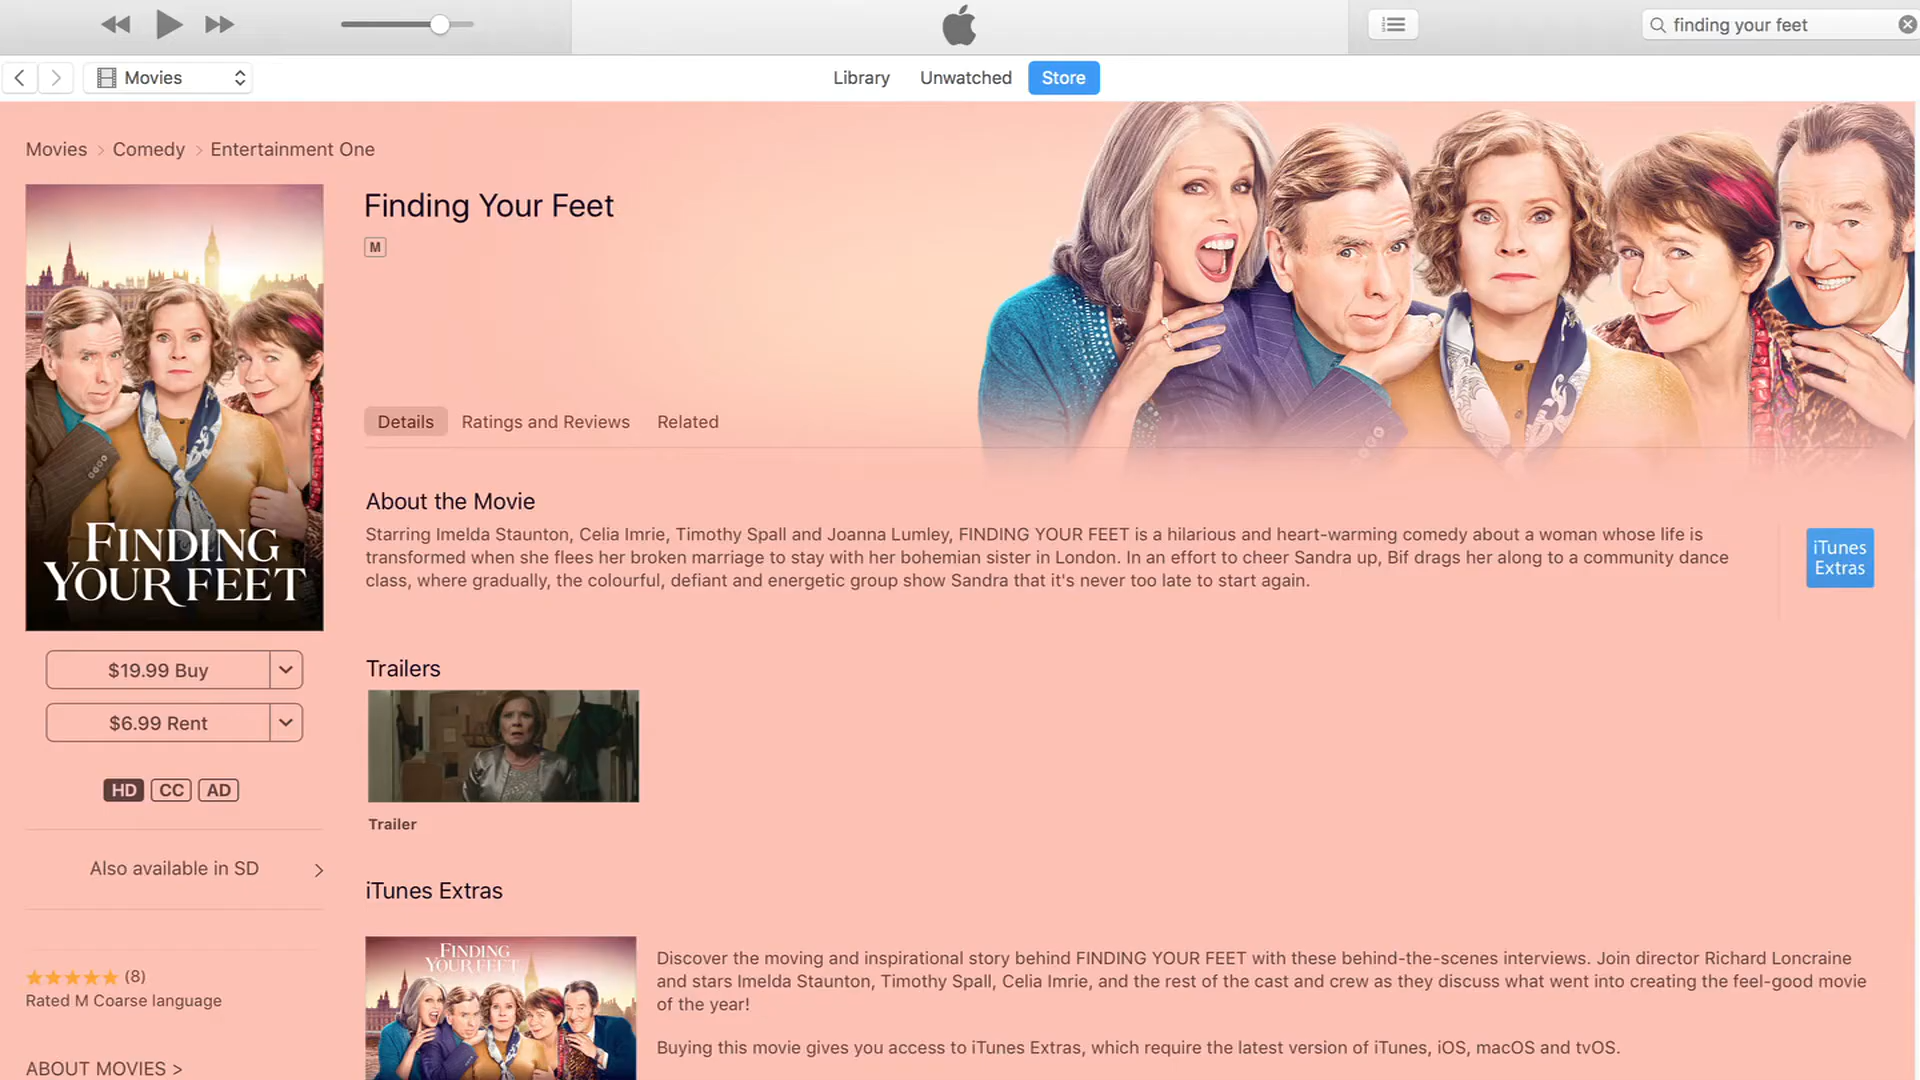 finding your feet
Movies
Library
Unwatched
Store
Movies > Comedy > Entertainment One
Finding Your Feet
M
FINDING
YOUR FEET
Details
Ratings and Reviews
Related
About the Movie
Starring Imelda Staunton, Celia Imrie, Timothy Spall and Joanna Lumley, FINDING YOUR FEET is a hilarious and heart-warming comedy about a woman whose life is
transformed when she flees her broken marriage to stay with her bohemian sister in London. In an effort to cheer Sandra up, Bif drags her along to a community dance
class, where gradually, the colourful, defiant and energetic group show Sandra that it's never too late to start again.
iTunes
Extras
$19.99 Buy
$6.99 Rent
HD CC AD
Also available in SD >
(8)
Rated M Coarse language
ABOUT MOVIES >
Trailers
Trailer
iTunes Extras
FINDING
YOUR FEET
Discover the moving and inspirational story behind FINDING YOUR FEET with these behind-the-scenes interviews. Join director Richard Loncraine
and stars Imelda Staunton, Timothy Spall, Celia Imrie, and the rest of the cast and crew as they discuss what went into creating the feel-good movie
of the year!
Buying this movie gives you access to iTunes Extras, which require the latest version of iTunes, iOS, macOS and tvOS.